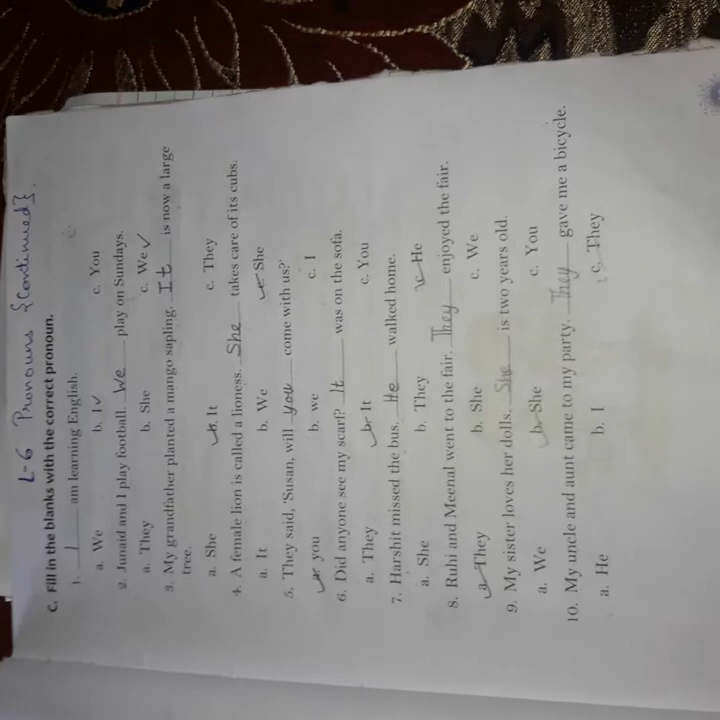 L-6 Pronouns {Continued}.
C. Fill in the blanks with the correct pronoun.
1. I am learning English.
a. We b. I ✓ c. You
2. Junaid and I play football. We play on Sundays.
a. They b. She c. We ✓
3. My grandfather planted a mango sapling. It is now a large
tree.
a. She b. It c. They
4. A female lion is called a lioness. She takes care of its cubs.
a. It b. We c. She
5. They said, 'Susan, will you come with us?'
a. you b. we c. I
6. Did anyone see my scarf? It was on the sofa.
a. They b. It c. You
7. Harshit missed the bus. He walked home.
a. She b. They c. He
8. Ruhi and Meenal went to the fair. They enjoyed the fair.
a. They b. She c. We
9. My sister loves her dolls. She is two years old.
a. We b. She c. You
10. My uncle and aunt came to my party. They gave me a bicycle.
a. He b. I c. They